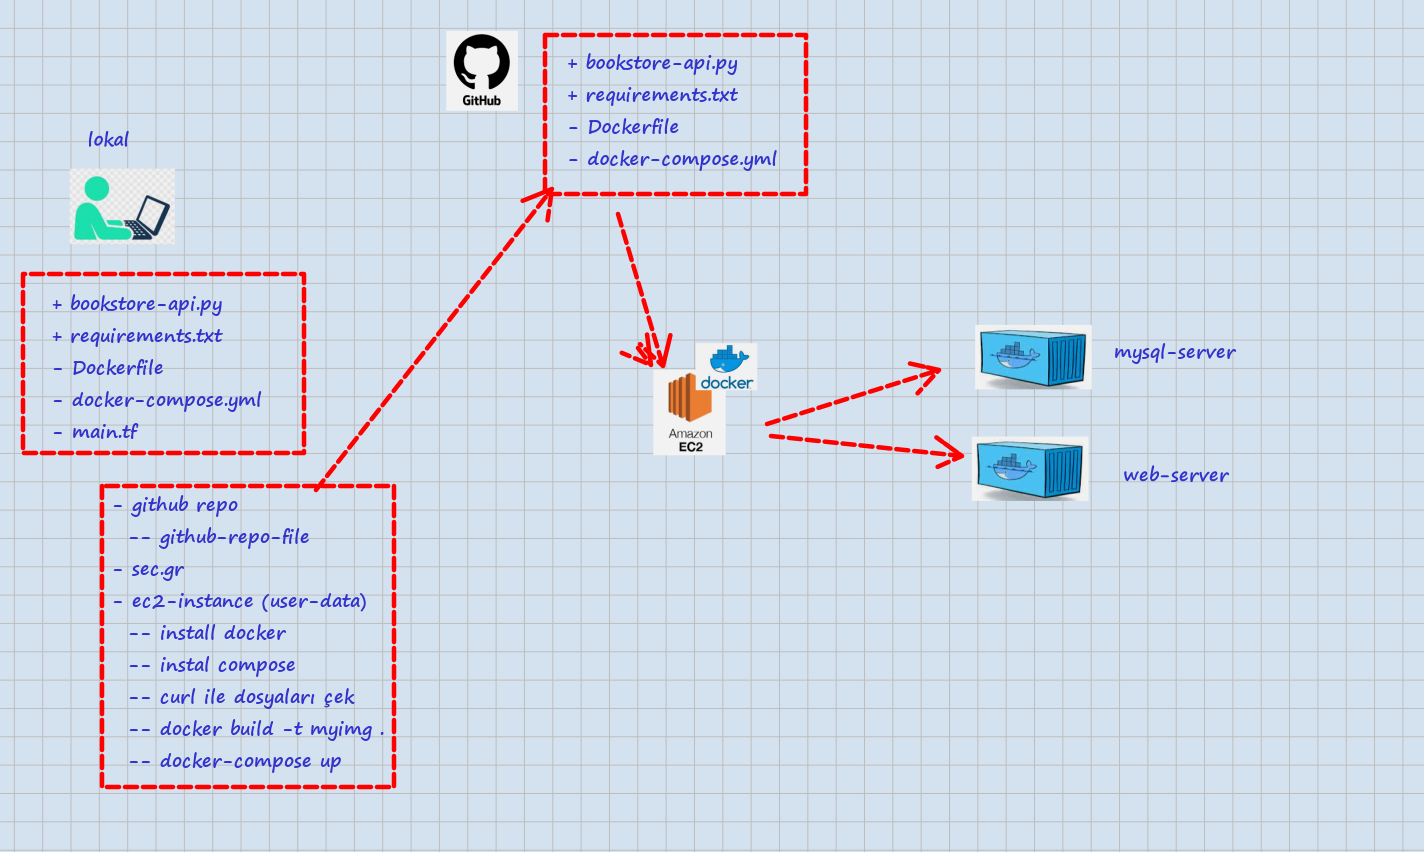 GitHub
+ bookstore-api.py
+ requirements.txt
- Dockerfile
- docker-compose.yml
lokal
+ bookstore-api.py
+ requirements.txt
- Dockerfile
- docker-compose.yml
- main.tf
- github repo
-- github-repo-file
- sec.gr
- ec2-instance (user-data)
-- install docker
-- instal compose
-- curl ile dosyaları çek
-- docker build -t myimg .
-- docker-compose up
docker
Amazon
EC2
mysql-server
web-server